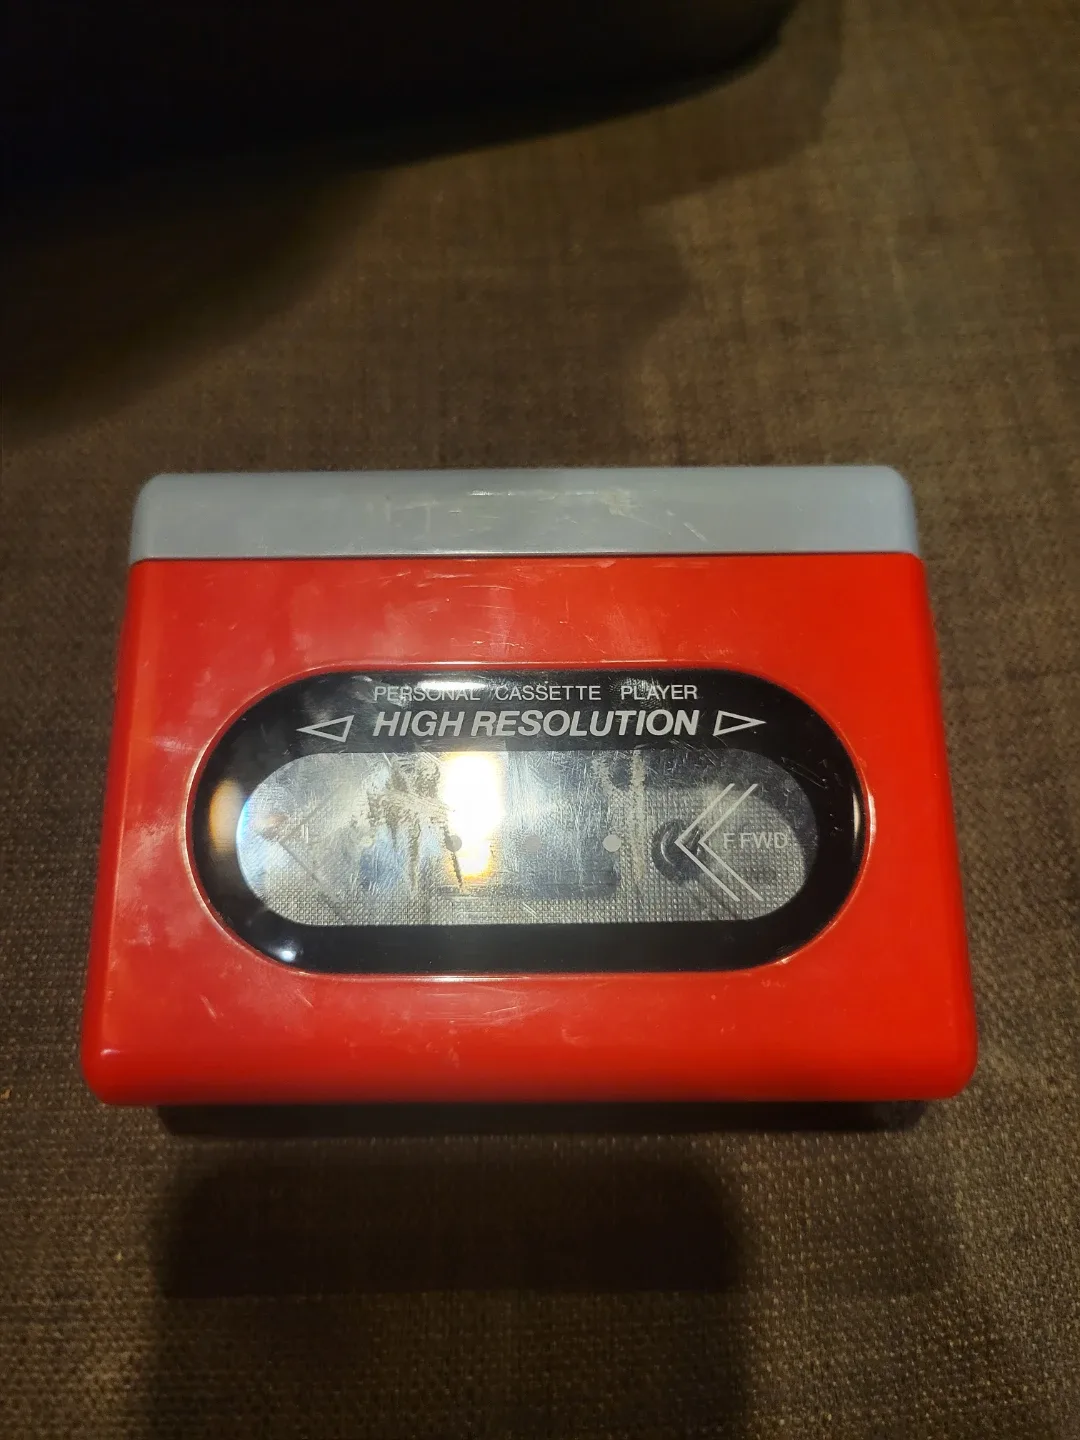 PERSONAL CASSETTE PLAYER
HIGH RESOLUTION
F FWD